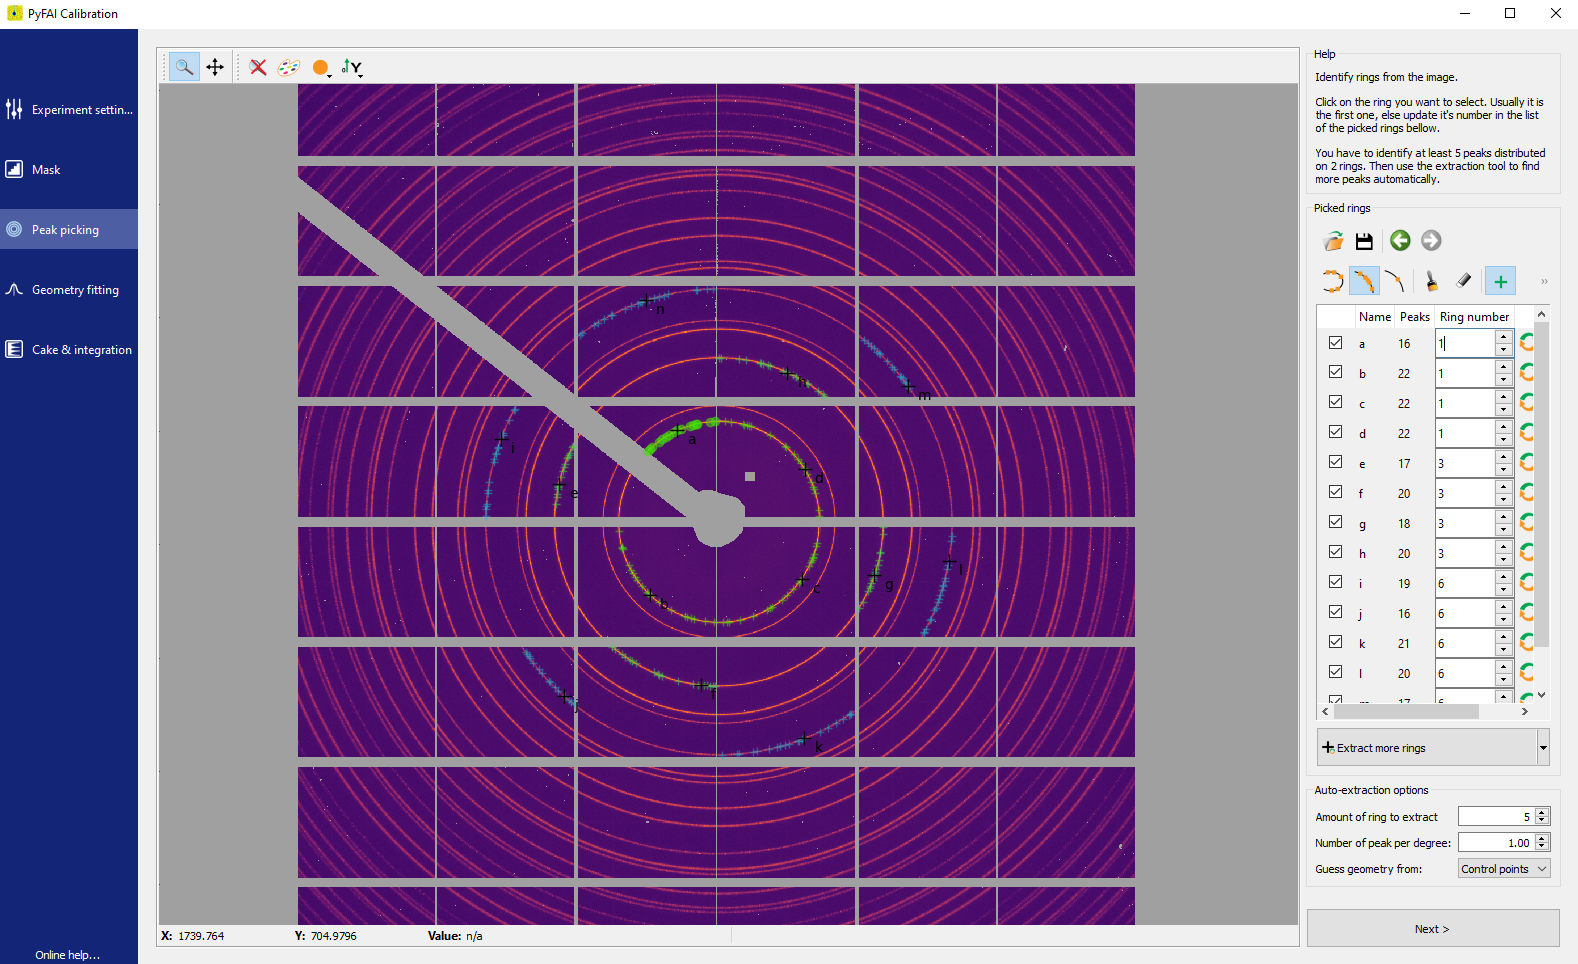 PyFAI Calibration
Experiment settin...
Mask
Peak picking
Geometry fitting
Cake & integration
Online help...
Y
n
h
m
a
i
d
e
l
g
c
b
f
j
k
X: 1739.764 Y: 704.9796 Value: n/a
Help
Identify rings from the image.
Click on the ring you want to select. Usually it is
the first one, else update it's number in the list
of the picked rings bellow.
You have to identify at least 5 peaks distributed
on 2 rings. Then use the extraction tool to find
more peaks automatically.
Picked rings
»
Name Peaks Ring number
a 16 1
b 22 1
c 22 1
d 22 1
e 17 3
f 20 3
g 18 3
h 20 3
i 19 6
j 16 6
k 21 6
l 20 6
m 17 6
Extract more rings
Auto-extraction options
Amount of ring to extract 5
Number of peak per degree: 1.00
Guess geometry from: Control points
Next >